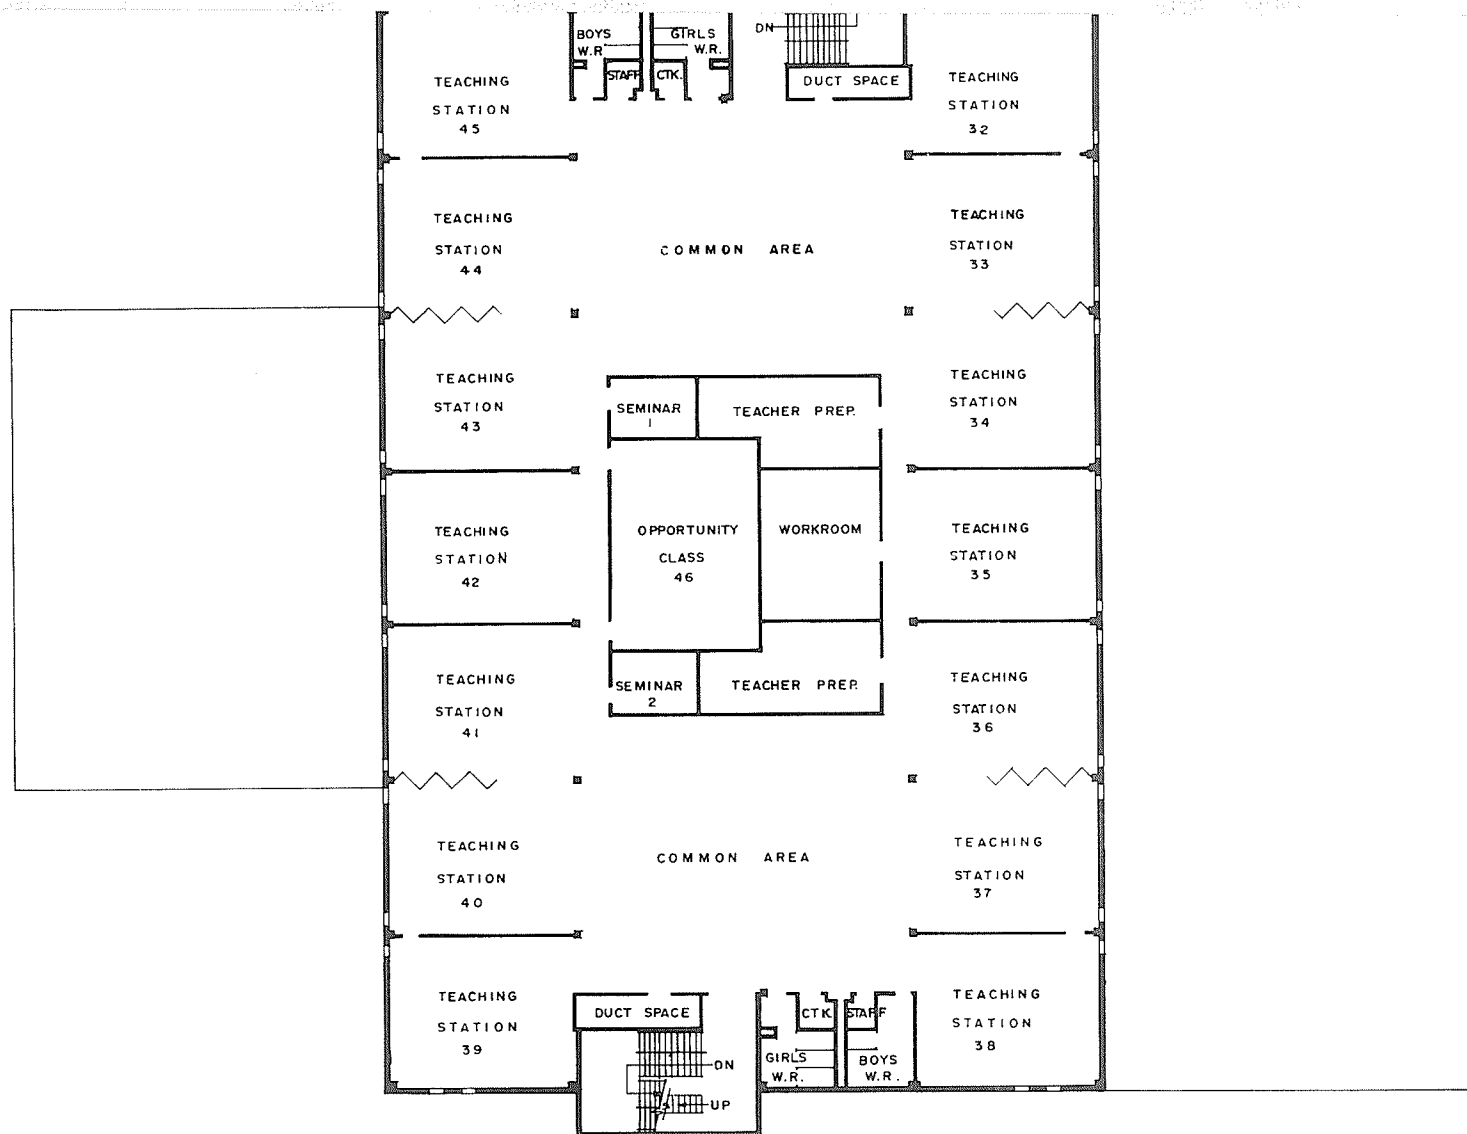 BOYS
W.R
GIRLS
W.R.
STAFF
CTK.
DN
DUCT SPACE
TEACHING
STATION
45
TEACHING
STATION
32
TEACHING
STATION
44
COMMON AREA
TEACHING
STATION
33
TEACHING
STATION
43
SEMINAR
1
TEACHER PREP.
TEACHING
STATION
34
TEACHING
STATION
42
OPPORTUNITY
CLASS
46
WORKROOM
TEACHING
STATION
35
TEACHING
STATION
41
SEMINAR
2
TEACHER PREP.
TEACHING
STATION
36
TEACHING
STATION
40
COMMON AREA
TEACHING
STATION
37
TEACHING
STATION
39
DUCT SPACE
DN
UP
CTK
STAFF
GIRLS
W.R.
BOYS
W.R.
TEACHING
STATION
38